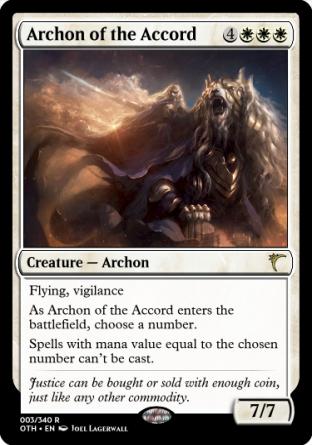 Archon of the Accord 4
Creature — Archon
Flying, vigilance
As Archon of the Accord enters the
battlefield, choose a number.
Spells with mana value equal to the chosen
number can't be cast.
Justice can be bought or sold with enough coin,
just like any other commodity.
7/7
003/340 R
OTH • EN Joel Lagerwall